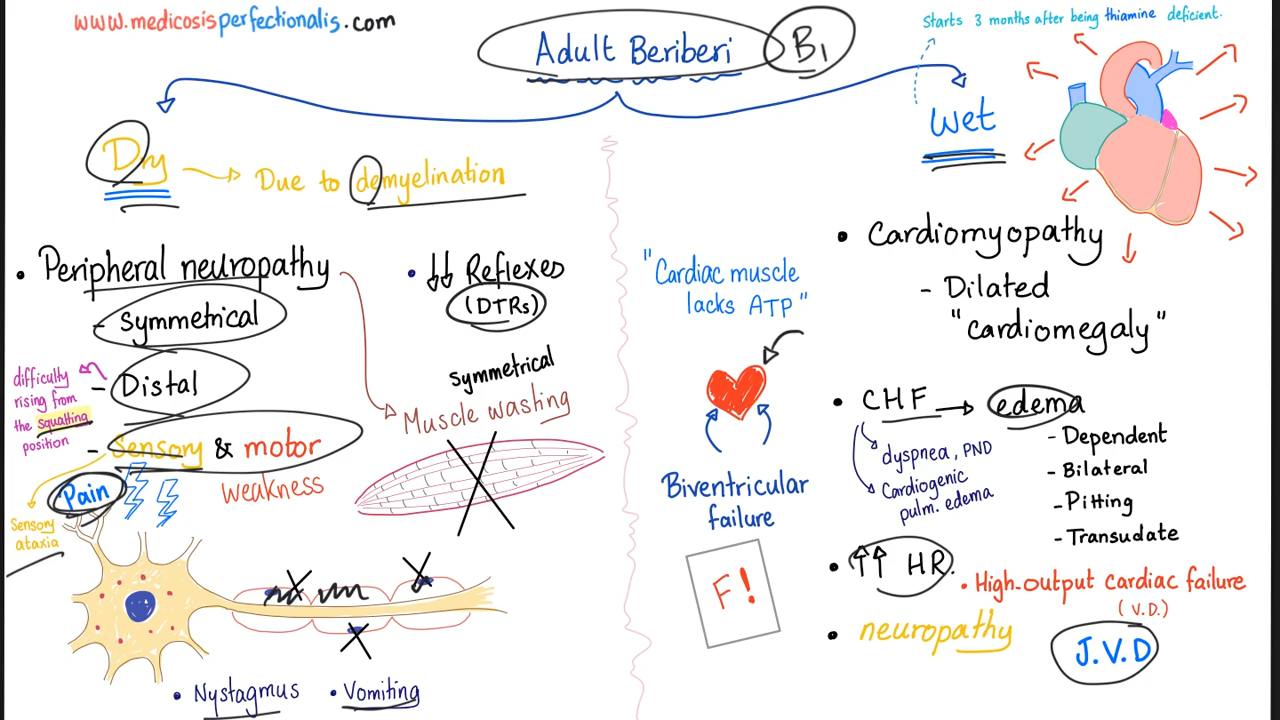 www.medicosisperfectionalis.com
Adult Beriberi B1
Starts 3 months after being thiamine deficient.
Dry
Due to demyelination
• Peripheral neuropathy
- Symmetrical
- Distal
difficulty
rising from
the squatting
position
- Sensory & motor
weakness
Pain
Sensory
ataxia
• ↓↓ Reflexes
(DTRs)
symmetrical
Muscle wasting
• Nystagmus
• Vomiting
Wet
"Cardiac muscle
lacks ATP"
Biventricular
failure
F!
• Cardiomyopathy
- Dilated
"cardiomegaly"
• CHF → edema
dyspnea, PND
Cardiogenic
pulm. edema
- Dependent
- Bilateral
- Pitting
- Transudate
• ↑↑ HR.
• High-output cardiac failure
(V.D.)
• neuropathy
J.V.D